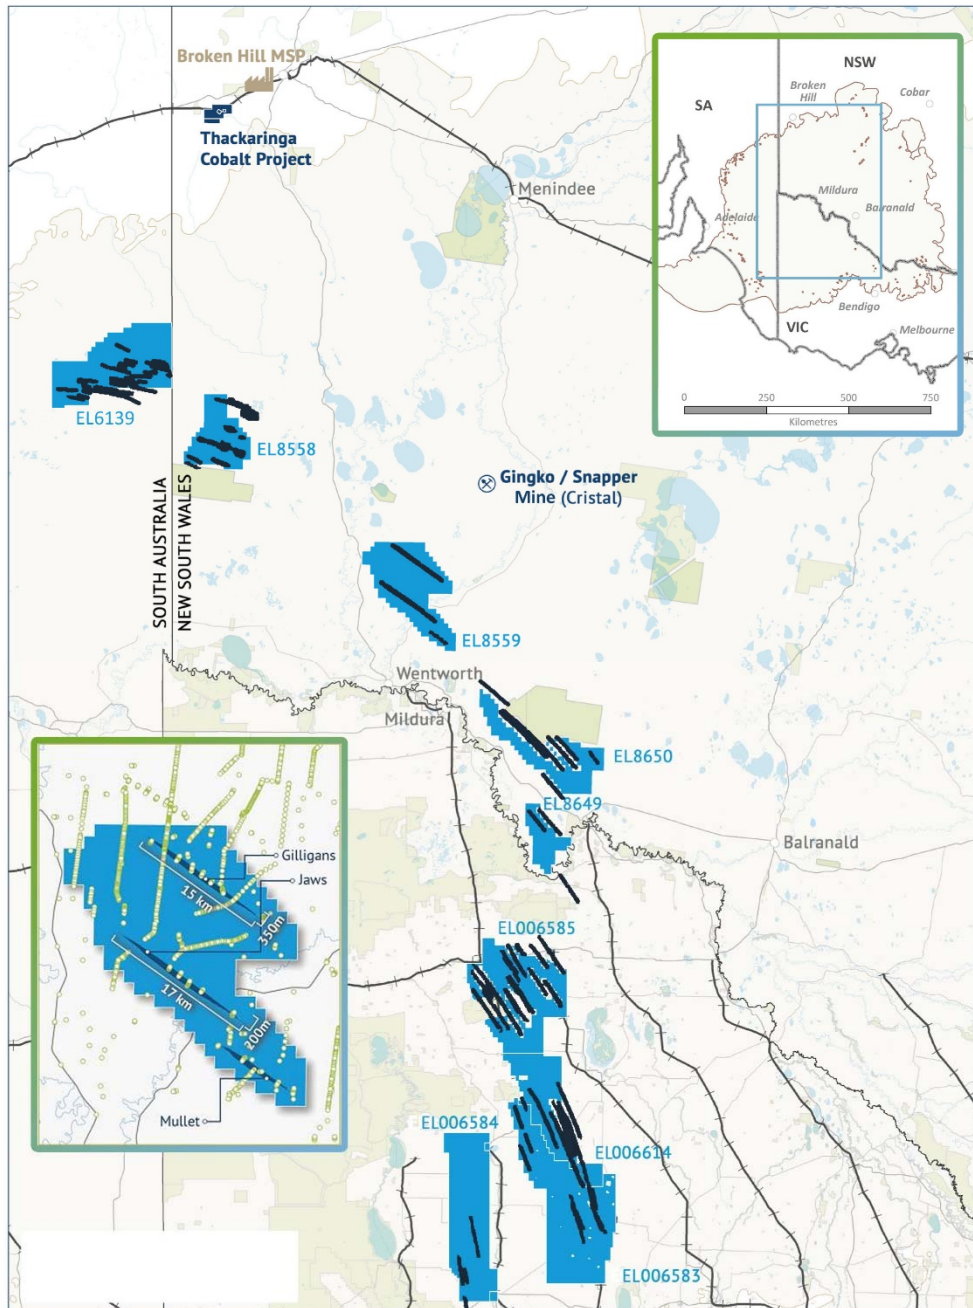 Broken Hill MSP
Thackaringa
Cobalt Project
Menindee
NSW
SA
Broken
Hill
Cobar
Mildura
Balranald
Adelaide
Bendigo
VIC
Melbourne
0 250 500 750
Kilometres
EL6139
EL8558
SOUTH AUSTRALIA
NEW SOUTH WALES
Gingko / Snapper
Mine (Cristal)
EL8559
Wentworth
Mildura
EL8650
EL8649
Balranald
Gilligans
Jaws
15 km
350m
17 km
200m
Mullet
EL006585
EL006584
EL006614
EL006583